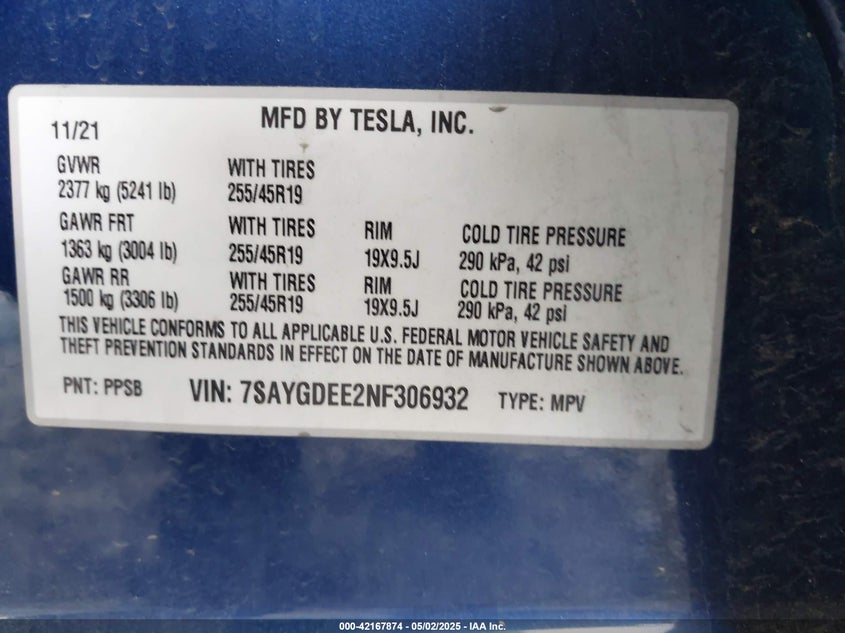 11/21 MFD BY TESLA, INC.
GVWR WITH TIRES
2377 kg (5241 lb) 255/45R19
GAWR FRT WITH TIRES RIM COLD TIRE PRESSURE
1363 kg (3004 lb) 255/45R19 19X9.5J 290 kPa, 42 psi
GAWR RR WITH TIRES RIM COLD TIRE PRESSURE
1500 kg (3306 lb) 255/45R19 19X9.5J 290 kPa, 42 psi
THIS VEHICLE CONFORMS TO ALL APPLICABLE U.S. FEDERAL MOTOR VEHICLE SAFETY AND
THEFT PREVENTION STANDARDS IN EFFECT ON THE DATE OF MANUFACTURE SHOWN ABOVE.
PNT: PPSB VIN: 7SAYGDEE2NF306932 TYPE: MPV
000-42167874 / 05/02/2025 - IAA Inc.